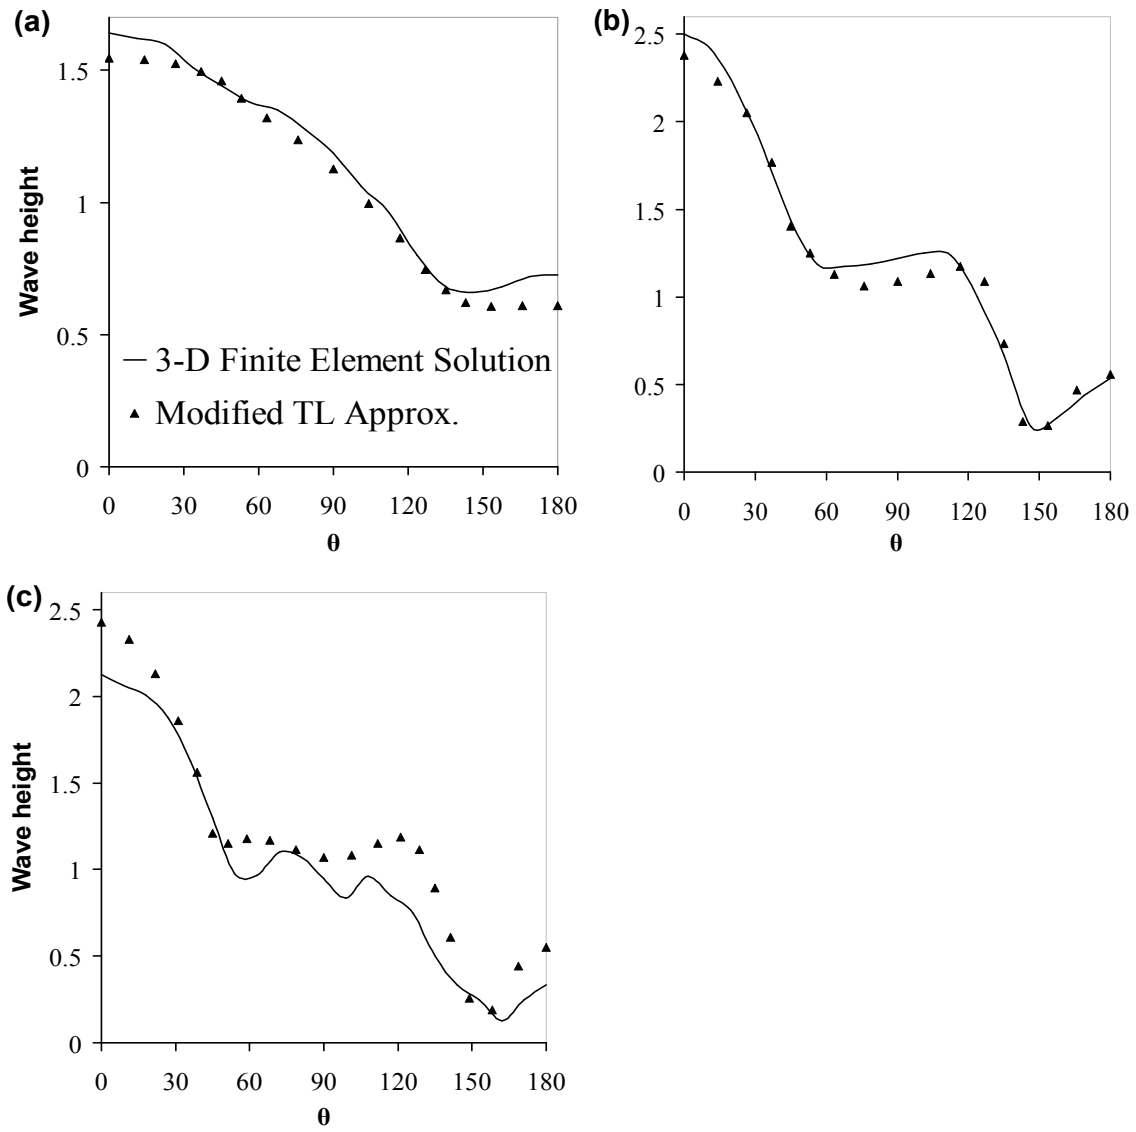 (a)
1.5
1
0.5
0
Wave height
— 3-D Finite Element Solution
▲ Modified TL Approx.
0 30 60 90 120 150 180
θ
(b)
2.5
2
1.5
1
0.5
0
0 30 60 90 120 150 180
θ
(c)
2.5
2
1.5
1
0.5
0
Wave height
0 30 60 90 120 150 180
θ